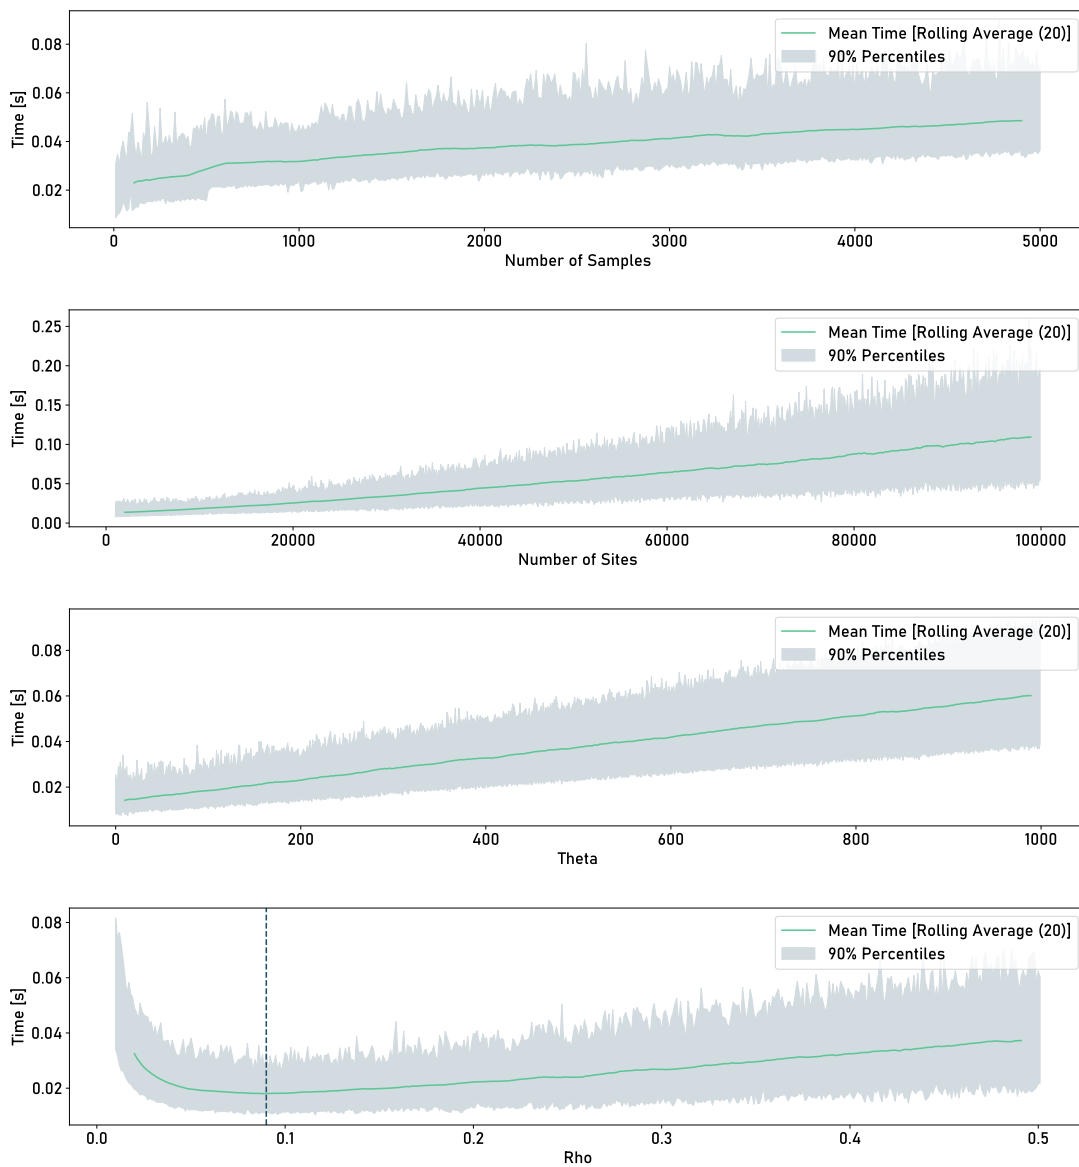 Mean Time [Rolling Average (20)]
90% Percentiles
0.08
0.06
0.04
0.02
Time [s]
0 1000 2000 3000 4000 5000
Number of Samples
Mean Time [Rolling Average (20)]
90% Percentiles
0.25
0.20
0.15
0.10
0.05
0.00
Time [s]
0 20000 40000 60000 80000 100000
Number of Sites
Mean Time [Rolling Average (20)]
90% Percentiles
0.08
0.06
0.04
0.02
Time [s]
0 200 400 600 800 1000
Theta
Mean Time [Rolling Average (20)]
90% Percentiles
0.08
0.06
0.04
0.02
Time [s]
0.0 0.1 0.2 0.3 0.4 0.5
Rho